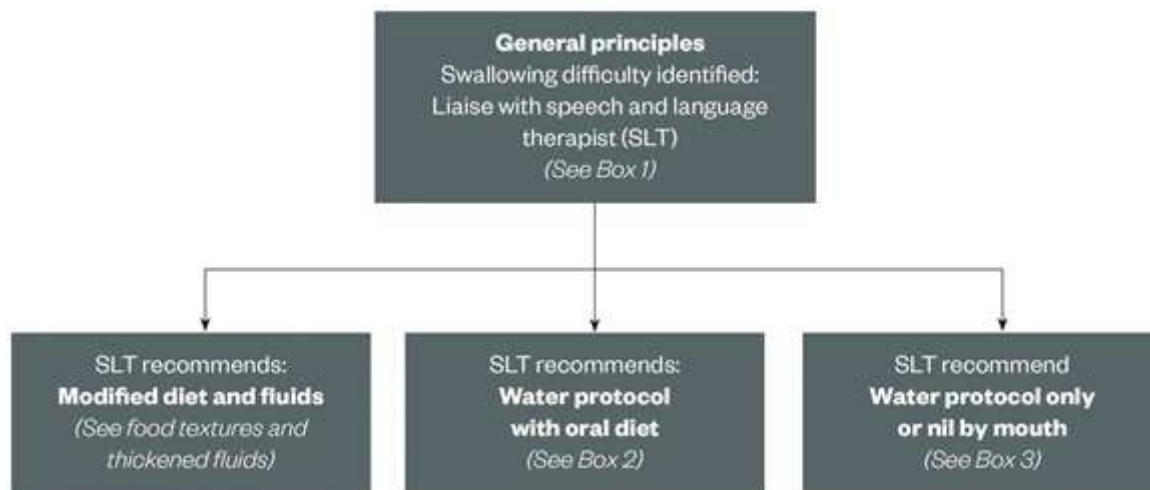 General principles
Swallowing difficulty identified:
Liaise with speech and language
therapist (SLT)
(See Box 1)
SLT recommends:
Modified diet and fluids
(See food textures and
thickened fluids)
SLT recommends:
Water protocol
with oral diet
(See Box 2)
SLT recommend
Water protocol only
or nil by mouth
(See Box 3)